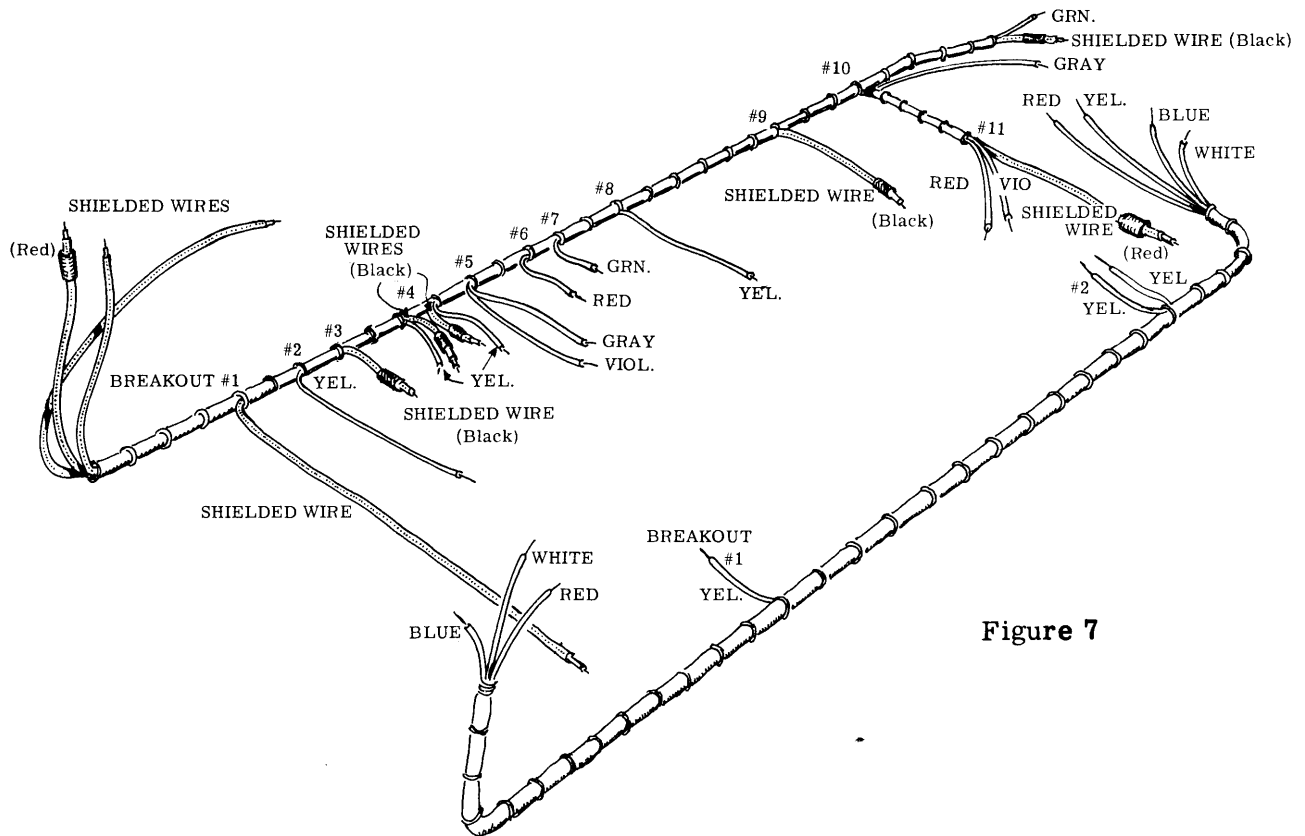 GRN.
SHIELDED WIRE (Black)
#10
GRAY
RED
YEL.
BLUE
WHITE
#9
#11
SHIELDED WIRE
(Black)
RED
VIO
SHIELDED
WIRE
(Red)
SHIELDED WIRES
(Red)
#8
#7
#6
SHIELDED
WIRES
(Black)
#5
#4
GRN.
RED
YEL.
YEL
#2
YEL.
#3
#2
GRAY
VIOL.
BREAKOUT #1
YEL.
YEL.
SHIELDED WIRE
(Black)
SHIELDED WIRE
BREAKOUT
#1
YEL.
WHITE
RED
BLUE
Figure 7